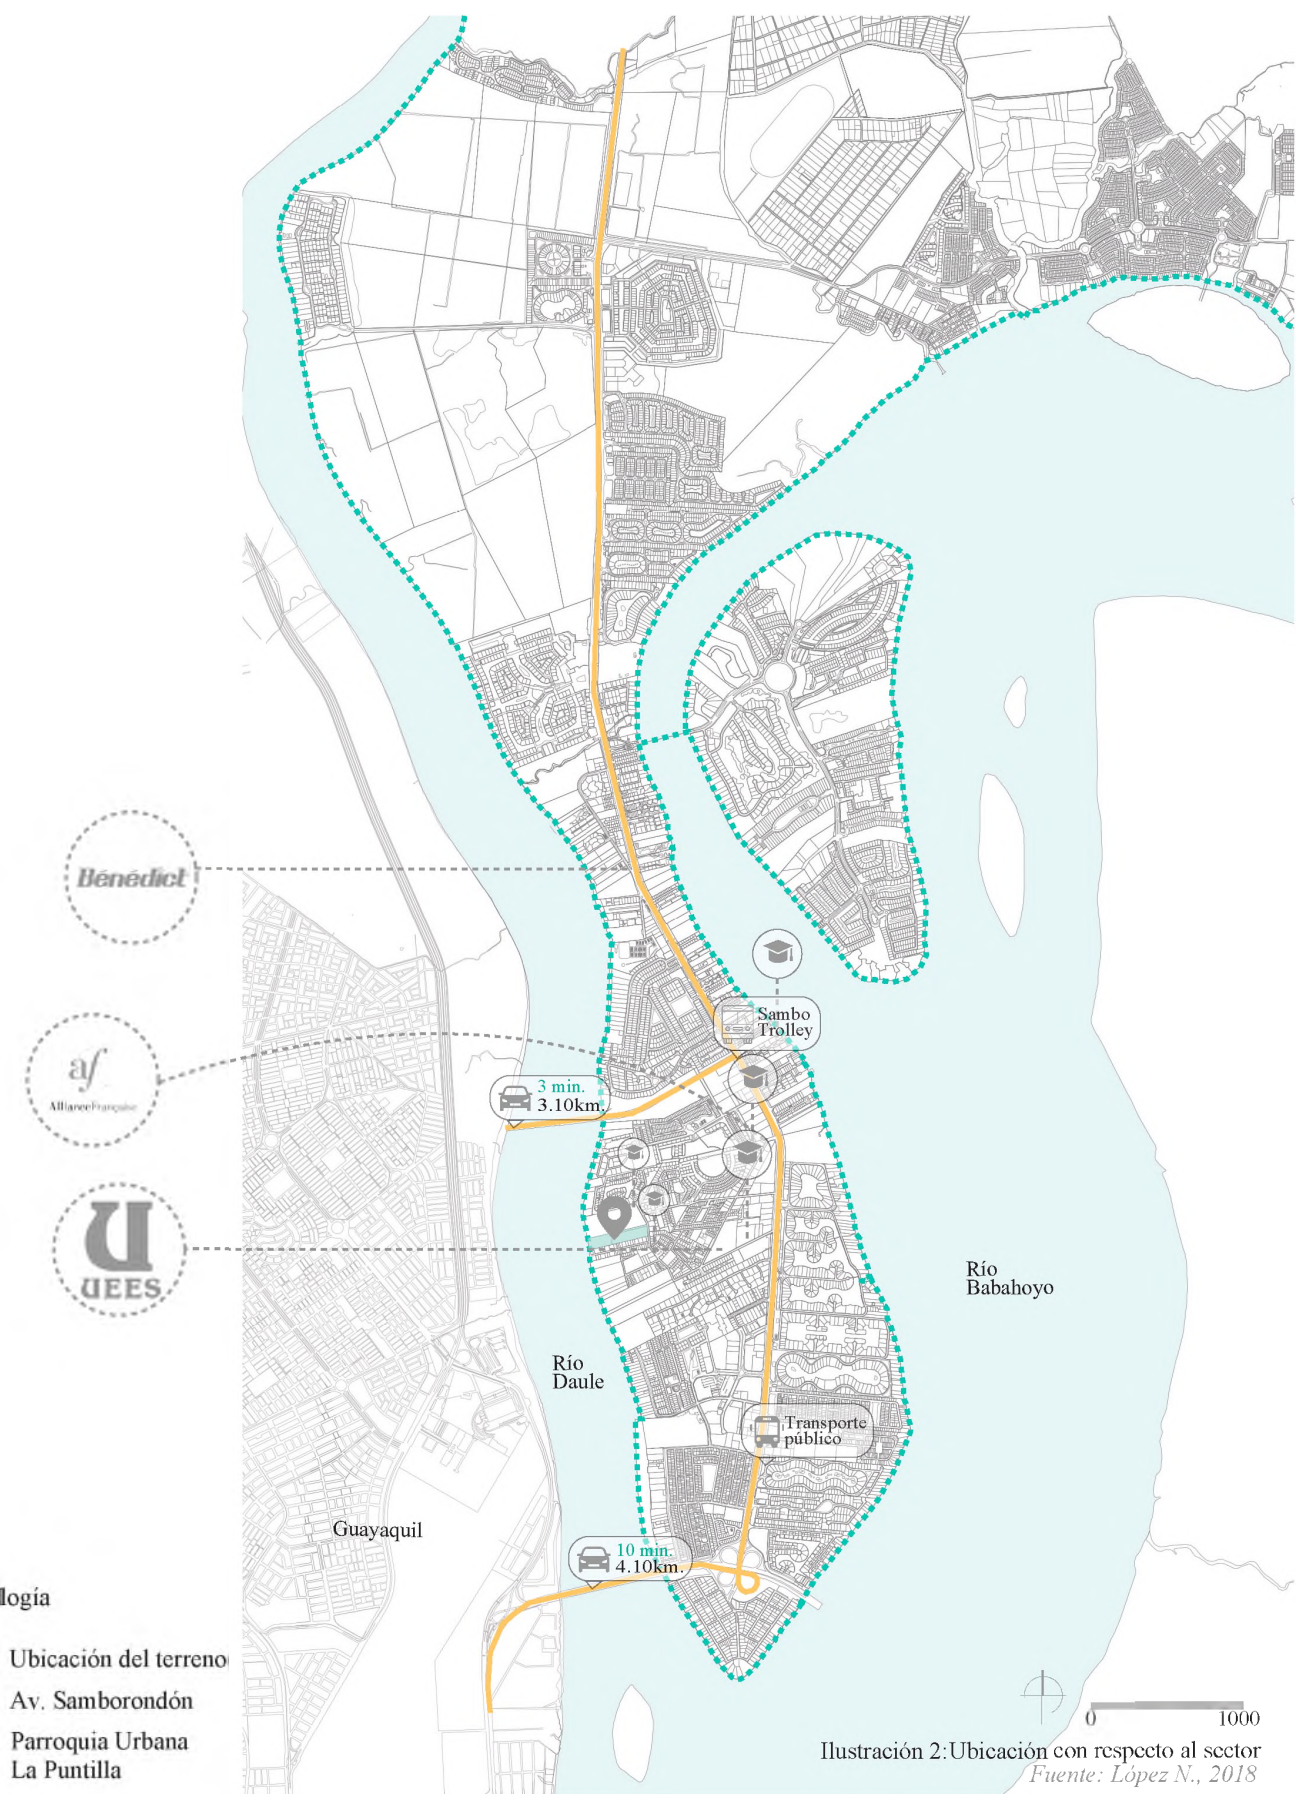 Bénédict
Sambo
Trolley
af
AllianceFrançaise
3 min.
3.10km.
U
UEES
Río
Babahoyo
Río
Daule
Transporte
público
Guayaquil
10 min.
4.10km.
logía
Ubicación del terreno
Av. Samborondón
Parroquia Urbana
La Puntilla
0 1000
Ilustración 2:Ubicación con respecto al sector
Fuente: López N., 2018